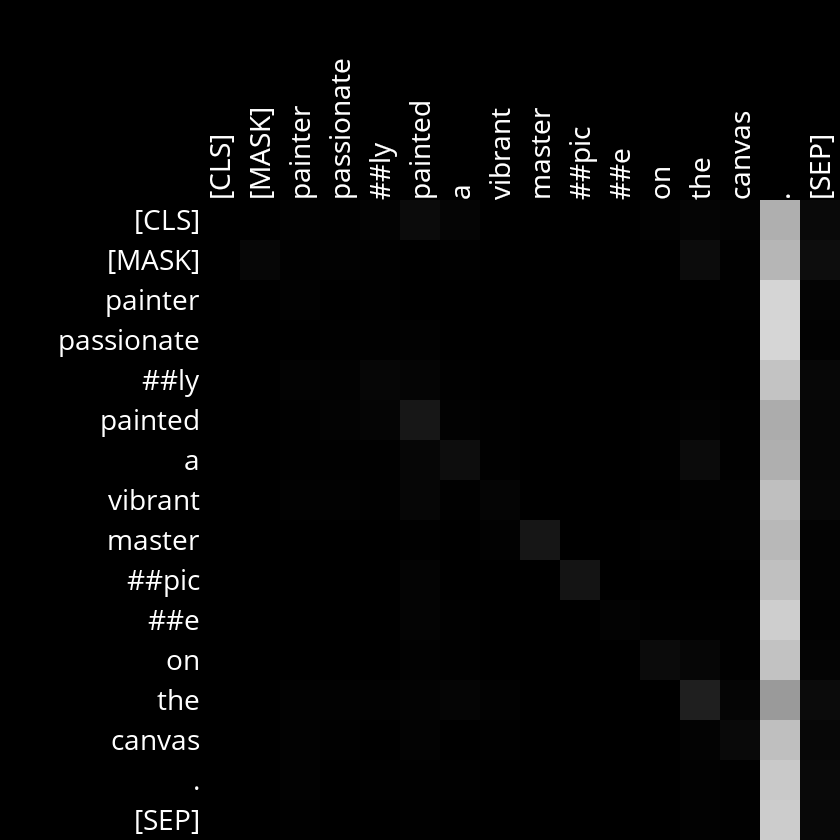 [CLS] [MASK] painter passionate ##ly painted a vibrant master ##pic ##e on the canvas . [SEP]
[CLS]
[MASK]
painter
passionate
##ly
painted
a
vibrant
master
##pic
##e
on
the
canvas
.
[SEP]